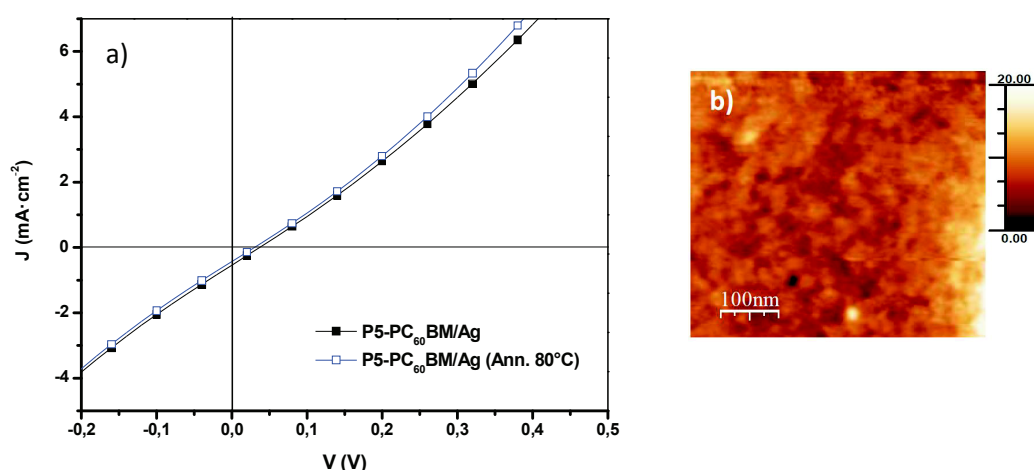 a)
J (mA·cm⁻²)
6
4
2
0
-2
-4
-0,2 -0,1 0,0 0,1 0,2 0,3 0,4 0,5
V (V)
P5-PC₆₀BM/Ag
P5-PC₆₀BM/Ag (Ann. 80°C)
b)
100nm
20.00
0.00